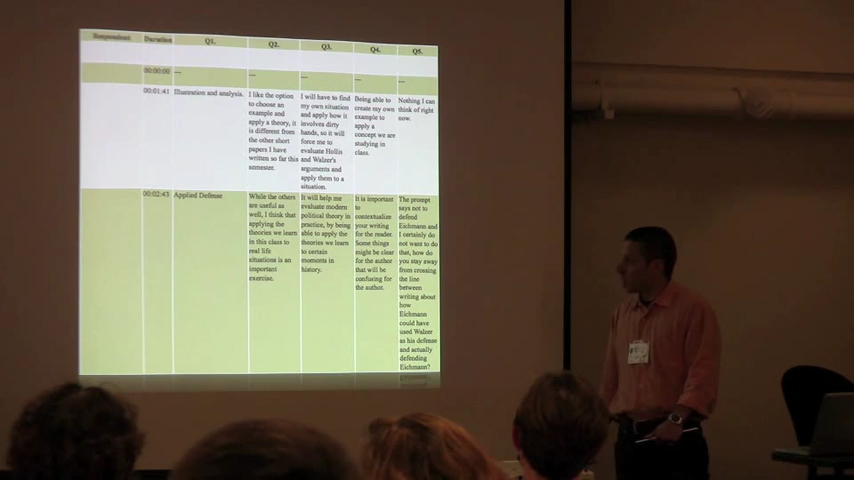 Respondent Duration Q1. Q2. Q3. Q4. Q5.
00:00:00 --- --- --- --- ---
00:01:41
Illustration and analysis.
I like the option
to choose an
example and
apply a theory, it
is different from
the other short
papers I have
written so far this
semester.
I will have to find
my own situation
and apply how it
involves dirty
hands, so it will
force me to
evaluate Hollis
and Walzer's
arguments and
apply them to a
situation.
Being able to
create my own
example to
apply a
concept we are
studying in
class.
Nothing I can
think of right
now.
00:02:43
Applied Defense
While the others
are useful as
well, I think that
applying the
theories we learn
in this class to
real life
situations is an
important
exercise.
It will help me
evaluate modern
political theory in
practice, by being
able to apply the
theories we learn
to certain
moments in
history.
It is important
to
contextualize
your writing
for the reader.
Some things
might be clear
for the author
that will be
confusing for
the author.
The prompt
says not to
defend
Eichmann and
I certainly do
not want to do
that, how do
you stay away
from crossing
the line
between
writing about
how
Eichmann
could have
used Walzer
as his defense
and actually
defending
Eichmann?